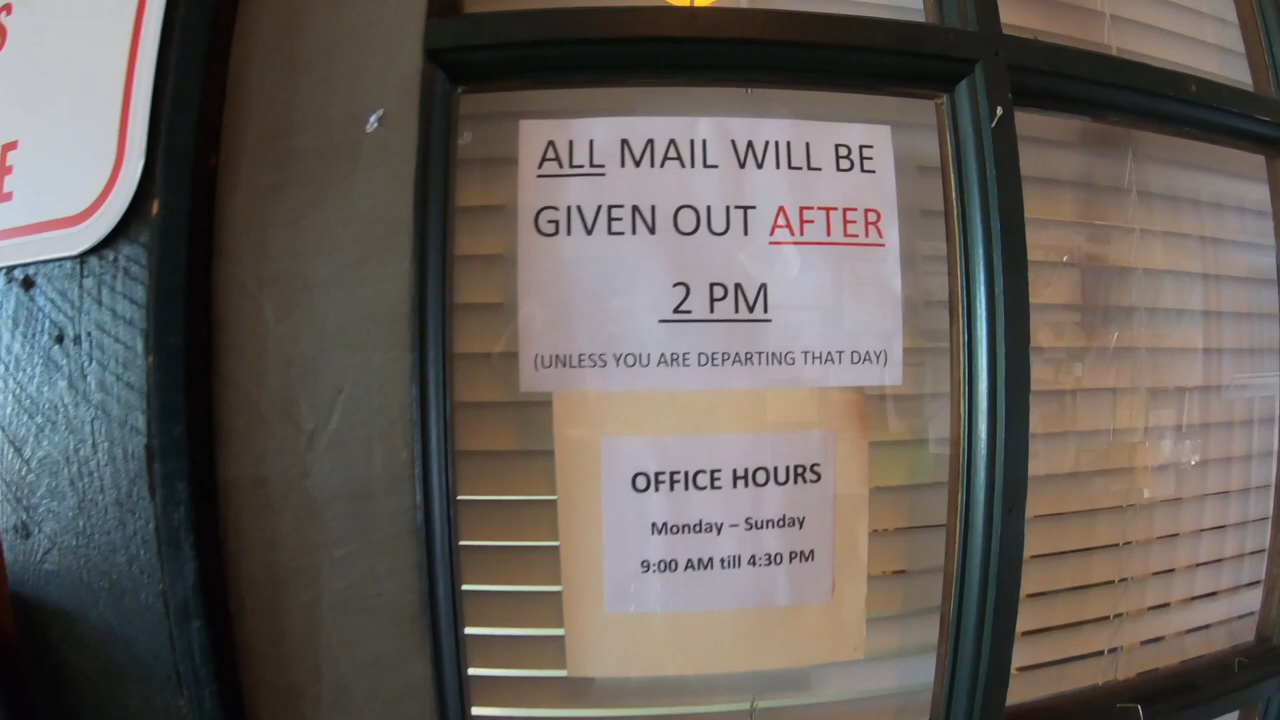 ALL MAIL WILL BE
GIVEN OUT AFTER
2 PM
(UNLESS YOU ARE DEPARTING THAT DAY)
OFFICE HOURS
Monday – Sunday
9:00 AM till 4:30 PM